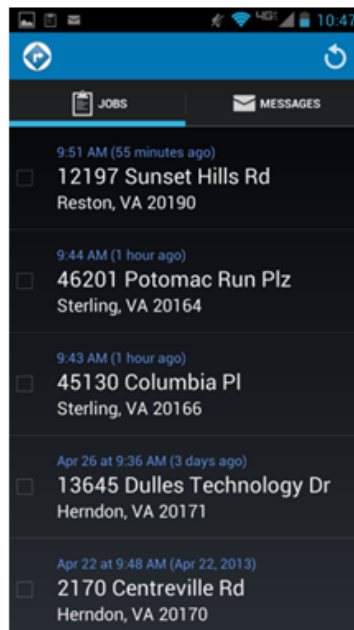 4G 10:47
JOBS
MESSAGES
9:51 AM (55 minutes ago)
12197 Sunset Hills Rd
Reston, VA 20190
9:44 AM (1 hour ago)
46201 Potomac Run Plz
Sterling, VA 20164
9:43 AM (1 hour ago)
45130 Columbia Pl
Sterling, VA 20166
Apr 26 at 9:36 AM (3 days ago)
13645 Dulles Technology Dr
Herndon, VA 20171
Apr 22 at 9:48 AM (Apr 22, 2013)
2170 Centreville Rd
Herndon, VA 20170